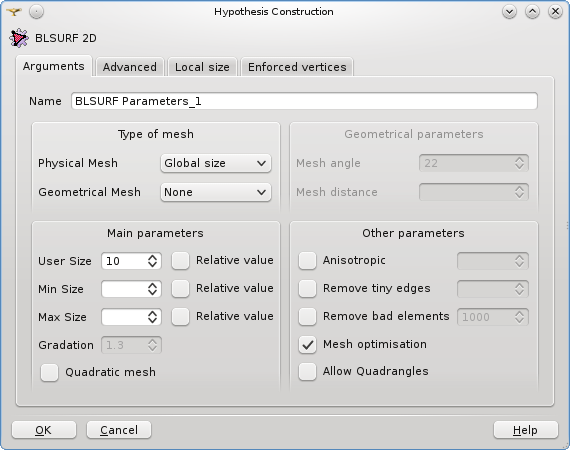 Hypothesis Construction
BLSURF 2D
Arguments Advanced Local size Enforced vertices
Name BLSURF Parameters_1
Type of mesh
Physical Mesh Global size
Geometrical Mesh None
Geometrical parameters
Mesh angle 22
Mesh distance
Main parameters
User Size 10 Relative value
Min Size Relative value
Max Size Relative value
Gradation 1.3
Quadratic mesh
Other parameters
Anisotropic
Remove tiny edges
Remove bad elements 1000
Mesh optimisation
Allow Quadrangles
OK Cancel Help